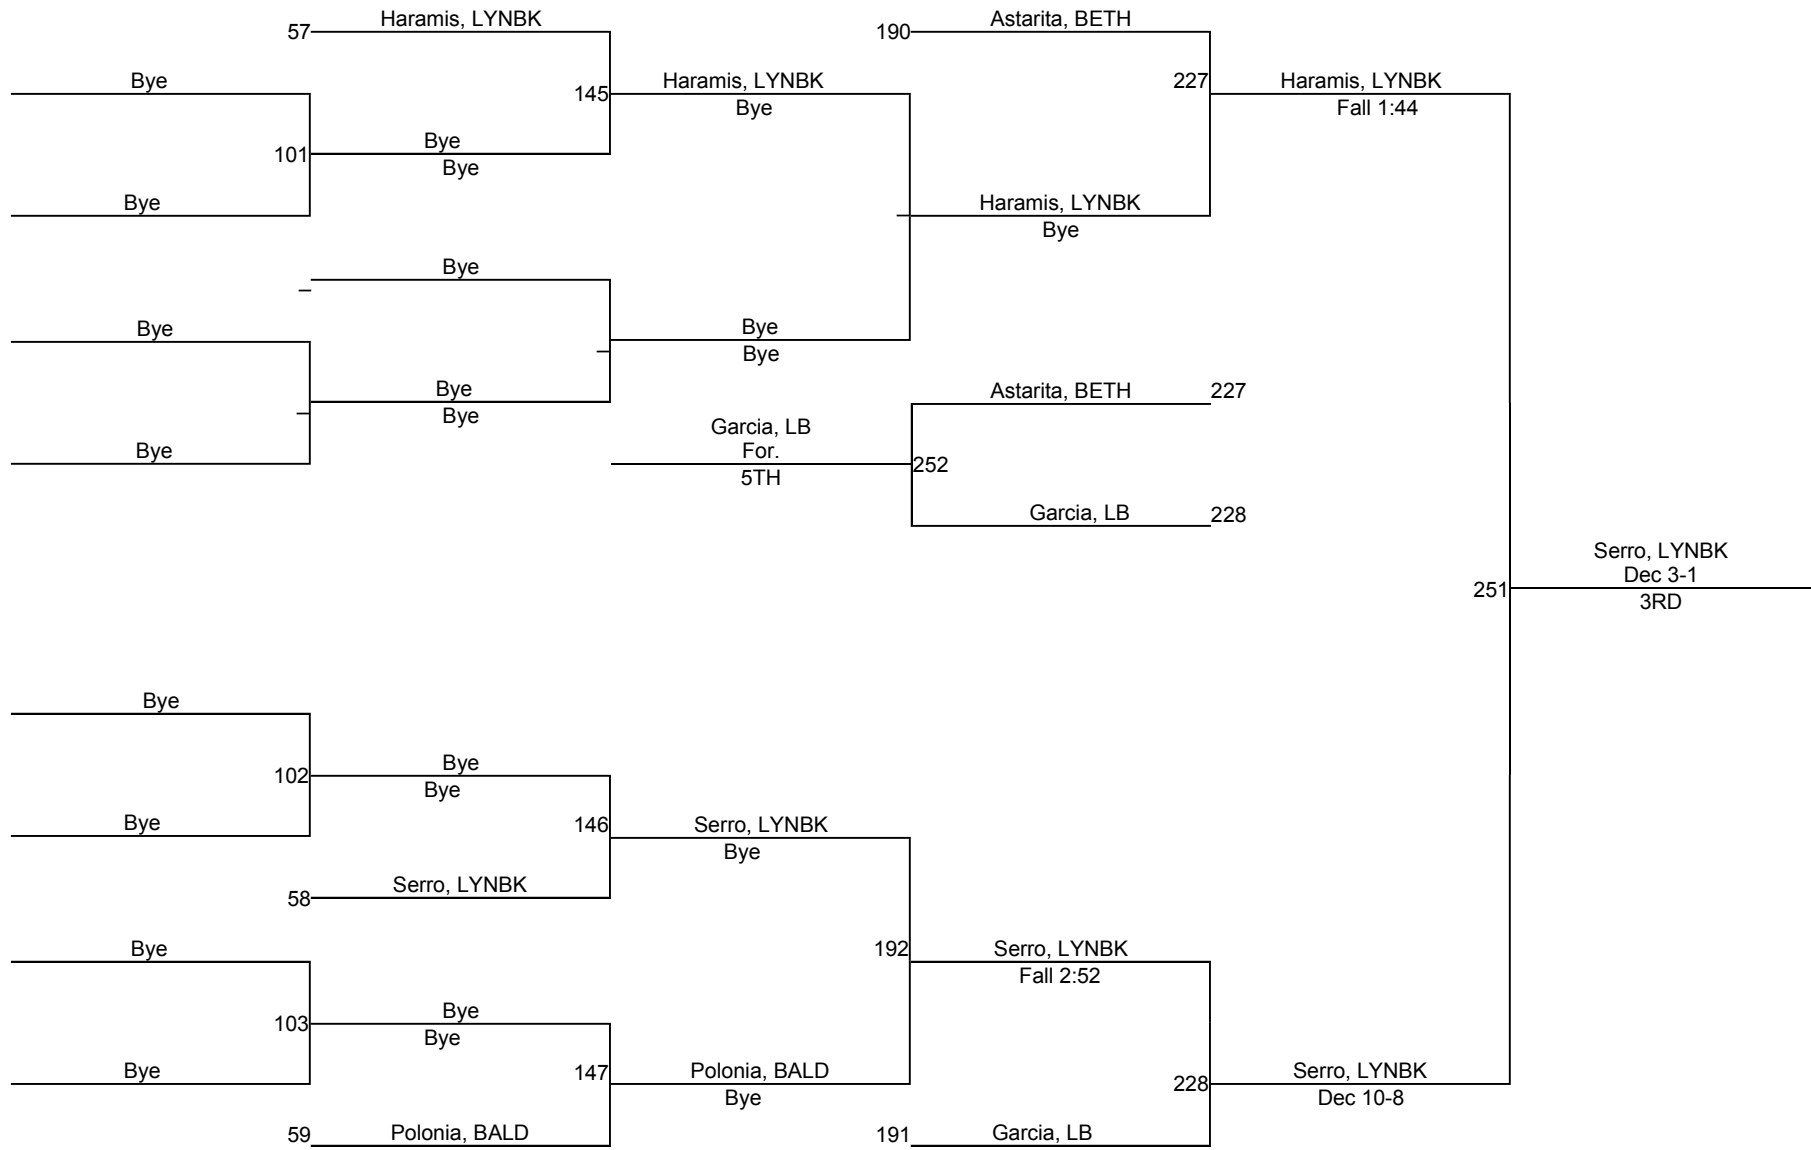 Haramis, LYNBK
Astarita, BETH
57
190
Bye
145
Haramis, LYNBK
227
Haramis, LYNBK
Bye
Fall 1:44
101
Bye
Bye
Bye
Haramis, LYNBK
Bye
Bye
Bye
Bye
Bye
Bye
Bye
Astarita, BETH
227
Bye
Garcia, LB
For.
252
5TH
Bye
Garcia, LB
228
Serro, LYNBK
Dec 3-1
251
3RD
Bye
102
Bye
Bye
Bye
146
Serro, LYNBK
Bye
58
Serro, LYNBK
Bye
192
Serro, LYNBK
Fall 2:52
103
Bye
Bye
Bye
147
Polonia, BALD
228
Serro, LYNBK
Bye
Dec 10-8
59
Polonia, BALD
191
Garcia, LB